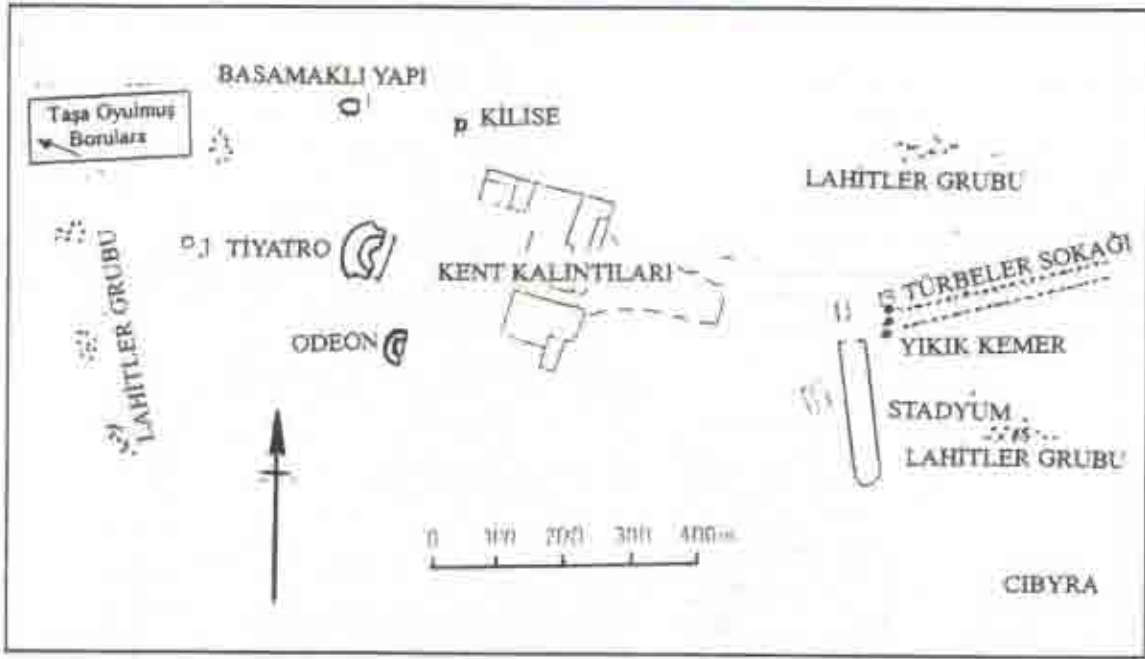 BASAMAKLI YAPI
Taşa Oyulmuş
Borulara
KİLİSE
LAHİTLER GRUBU
LAHİTLER GRUBU
TİYATRO
KENT KALINTILARI
TÜRBELER SOKAĞI
ODEON
YIKIK KEMER
STADYUM
LAHİTLER GRUBU
0 100 200 300 400 m.
CIBYRA